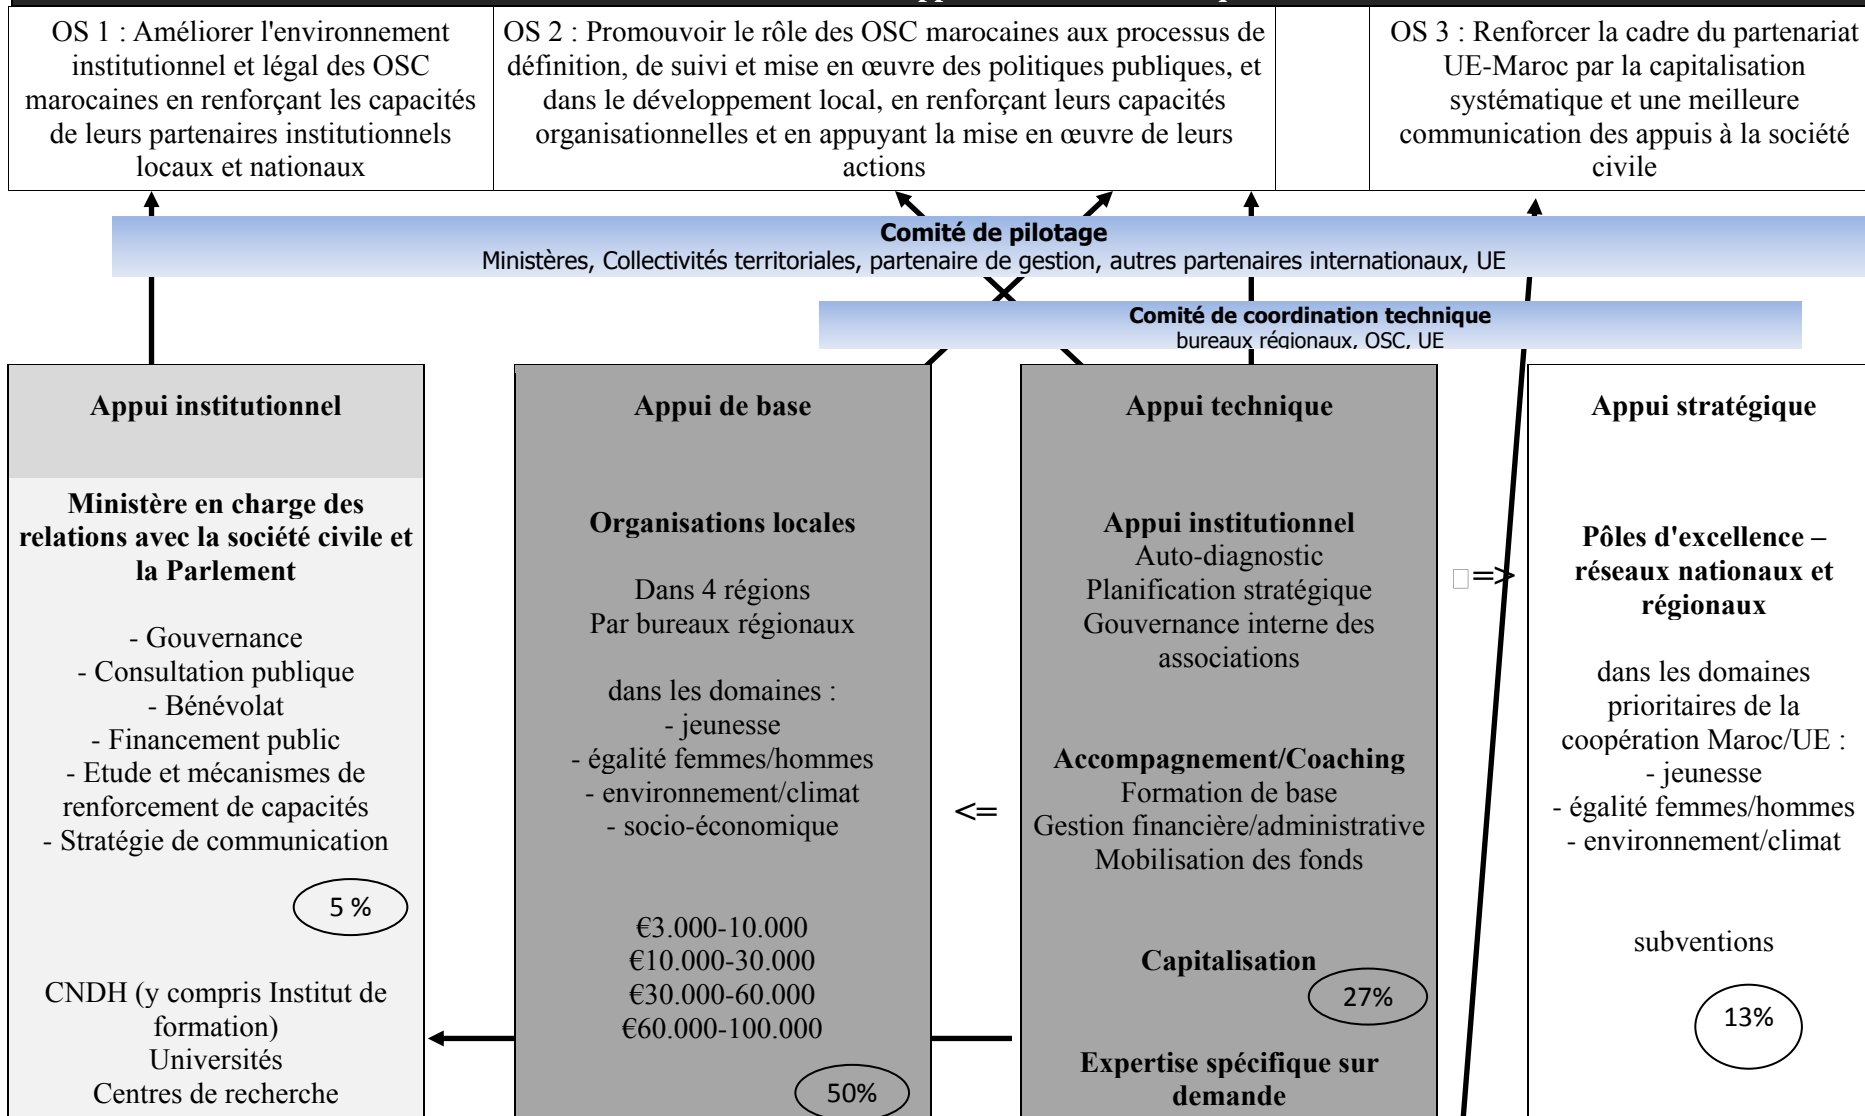 OS 1 : Améliorer l'environnement
institutionnel et légal des OSC
marocaines en renforçant les capacités
de leurs partenaires institutionnels
locaux et nationaux
OS 2 : Promouvoir le rôle des OSC marocaines aux processus de
définition, de suivi et mise en œuvre des politiques publiques, et
dans le développement local, en renforçant leurs capacités
organisationnelles et en appuyant la mise en œuvre de leurs
actions
OS 3 : Renforcer la cadre du partenariat
UE-Maroc par la capitalisation
systématique et une meilleure
communication des appuis à la société
civile
Comité de pilotage
Ministères, Collectivités territoriales, partenaire de gestion, autres partenaires internationaux, UE
Comité de coordination technique
bureaux régionaux, OSC, UE
Appui institutionnel
Ministère en charge des
relations avec la société civile et
la Parlement
- Gouvernance
- Consultation publique
- Bénévolat
- Financement public
- Etude et mécanismes de
renforcement de capacités
- Stratégie de communication
5 %
CNDH (y compris Institut de
formation)
Universités
Centres de recherche
Appui de base
Organisations locales
Dans 4 régions
Par bureaux régionaux
dans les domaines :
- jeunesse
- égalité femmes/hommes
- environnement/climat
- socio-économique
€3.000-10.000
€10.000-30.000
€30.000-60.000
€60.000-100.000
50%
<=
Appui technique
Appui institutionnel
Auto-diagnostic
Planification stratégique
Gouvernance interne des
associations
Accompagnement/Coaching
Formation de base
Gestion financière/administrative
Mobilisation des fonds
Capitalisation
27%
Expertise spécifique sur
demande
=>
Appui stratégique
Pôles d'excellence –
réseaux nationaux et
régionaux
dans les domaines
prioritaires de la
coopération Maroc/UE :
- jeunesse
- égalité femmes/hommes
- environnement/climat
subventions
13%